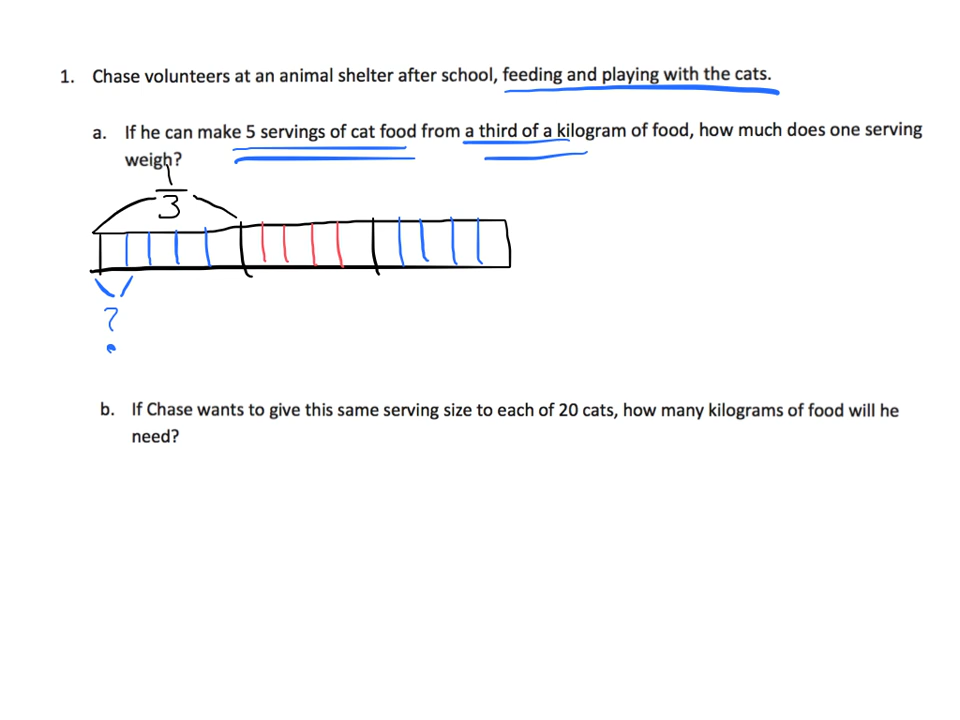 1. Chase volunteers at an animal shelter after school, feeding and playing with the cats.
a. If he can make 5 servings of cat food from a third of a kilogram of food, how much does one serving
weigh?
1
3
?
b. If Chase wants to give this same serving size to each of 20 cats, how many kilograms of food will he
need?